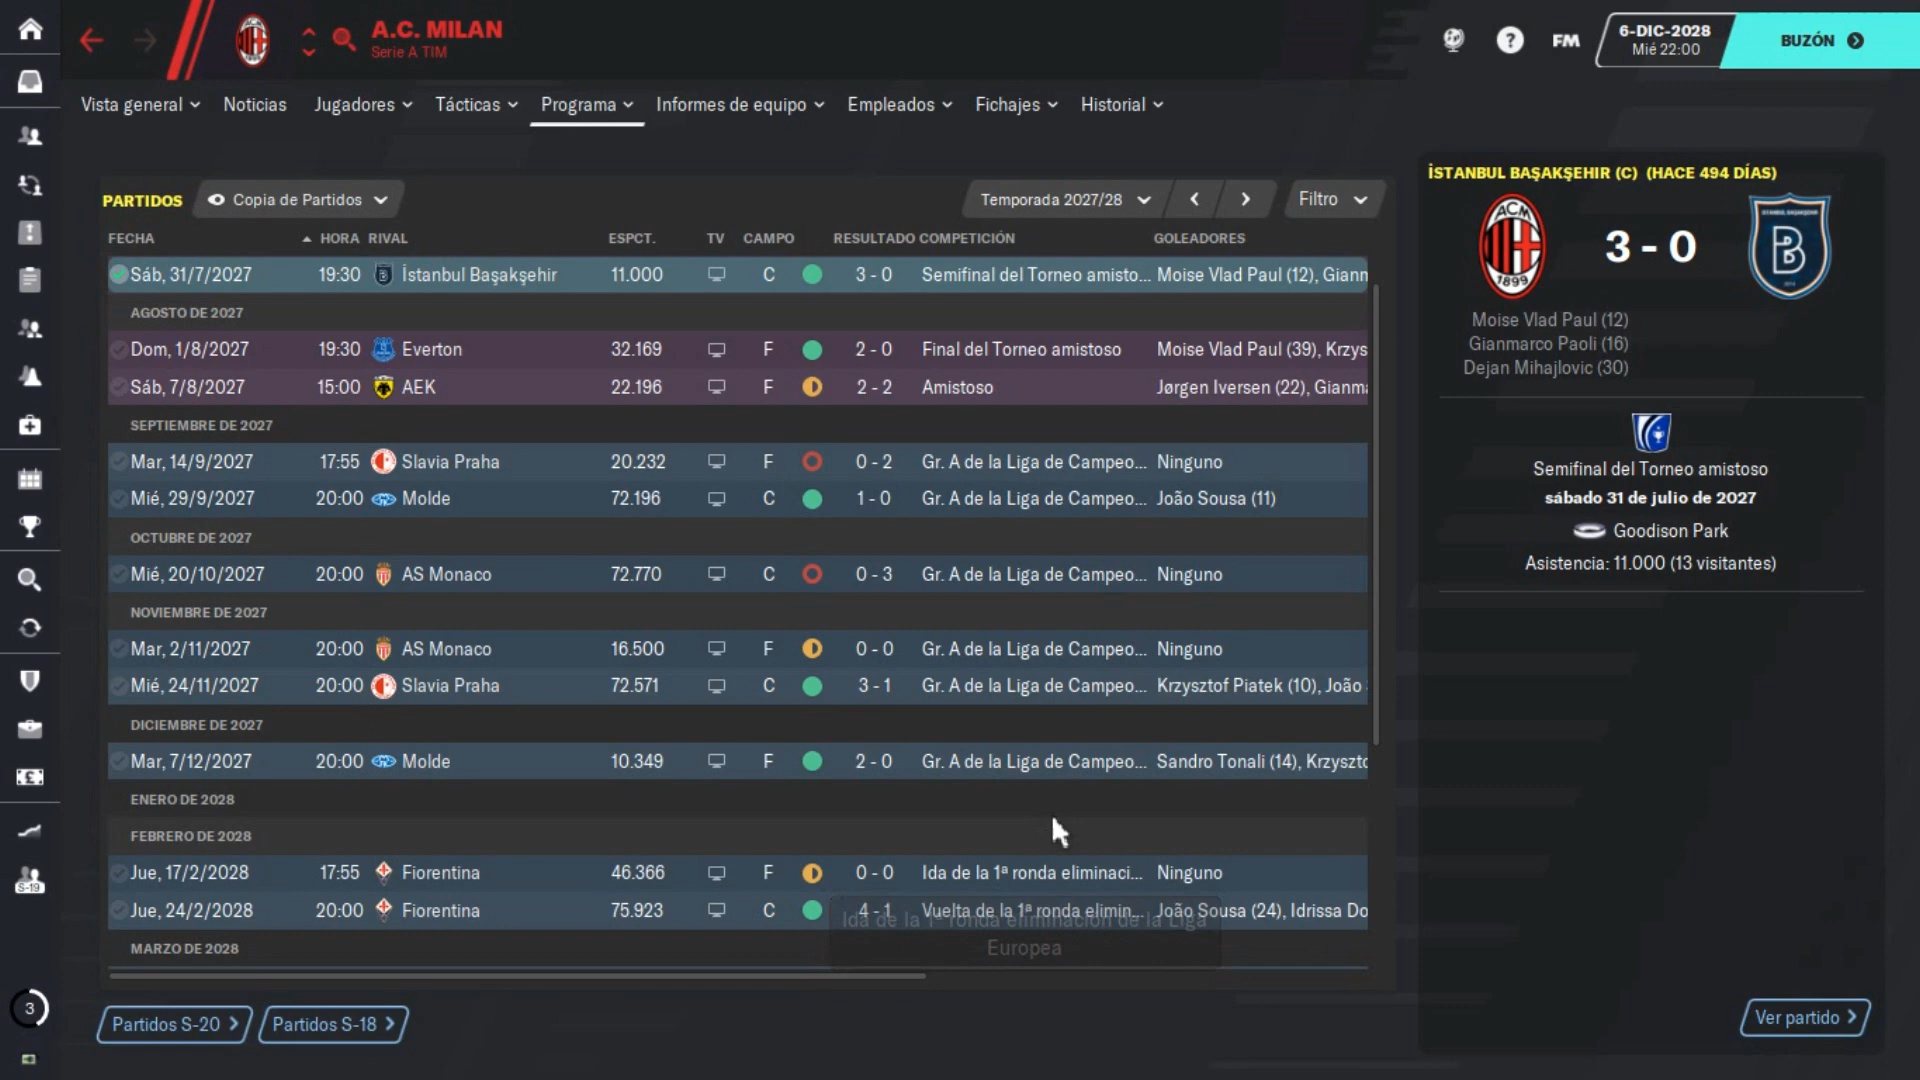 A.C. MILAN
Serie A TIM
FM
6-DIC-2028
Mié 22:00
BUZÓN
Vista general
Noticias
Jugadores
Tácticas
Programa
Informes de equipo
Empleados
Fichajes
Historial
PARTIDOS
Copia de Partidos
Temporada 2027/28
Filtro
FECHA HORA RIVAL ESPCT. TV CAMPO RESULTADO COMPETICIÓN GOLEADORES
Sáb, 31/7/2027 19:30 İstanbul Başakşehir 11.000 C 3 - 0 Semifinal del Torneo amisto... Moise Vlad Paul (12), Giann
AGOSTO DE 2027
Dom, 1/8/2027 19:30 Everton 32.169 F 2 - 0 Final del Torneo amistoso Moise Vlad Paul (39), Krzys
Sáb, 7/8/2027 15:00 AEK 22.196 F 2 - 2 Amistoso Jørgen Iversen (22), Gianma
SEPTIEMBRE DE 2027
Mar, 14/9/2027 17:55 Slavia Praha 20.232 F 0 - 2 Gr. A de la Liga de Campeo... Ninguno
Mié, 29/9/2027 20:00 Molde 72.196 C 1 - 0 Gr. A de la Liga de Campeo... João Sousa (11)
OCTUBRE DE 2027
Mié, 20/10/2027 20:00 AS Monaco 72.770 C 0 - 3 Gr. A de la Liga de Campeo... Ninguno
NOVIEMBRE DE 2027
Mar, 2/11/2027 20:00 AS Monaco 16.500 F 0 - 0 Gr. A de la Liga de Campeo... Ninguno
Mié, 24/11/2027 20:00 Slavia Praha 72.571 C 3 - 1 Gr. A de la Liga de Campeo... Krzysztof Piatek (10), João
DICIEMBRE DE 2027
Mar, 7/12/2027 20:00 Molde 10.349 F 2 - 0 Gr. A de la Liga de Campeo... Sandro Tonali (14), Krzyszto
ENERO DE 2028
FEBRERO DE 2028
Jue, 17/2/2028 17:55 Fiorentina 46.366 F 0 - 0 Ida de la 1ª ronda eliminaci... Ninguno
Jue, 24/2/2028 20:00 Fiorentina 75.923 C 4 - 1 Vuelta de la 1ª ronda elimin... João Sousa (24), Idrissa Do
Ida de la 1ª ronda eliminación de la Liga
Europea
MARZO DE 2028
Partidos S-20
Partidos S-18
İSTANBUL BAŞAKŞEHIR (C) (HACE 494 DÍAS)
ACM
1899
3 - 0
Moise Vlad Paul (12)
Gianmarco Paoli (16)
Dejan Mihajlovic (30)
Semifinal del Torneo amistoso
sábado 31 de julio de 2027
Goodison Park
Asistencia: 11.000 (13 visitantes)
Ver partido
S-19
3